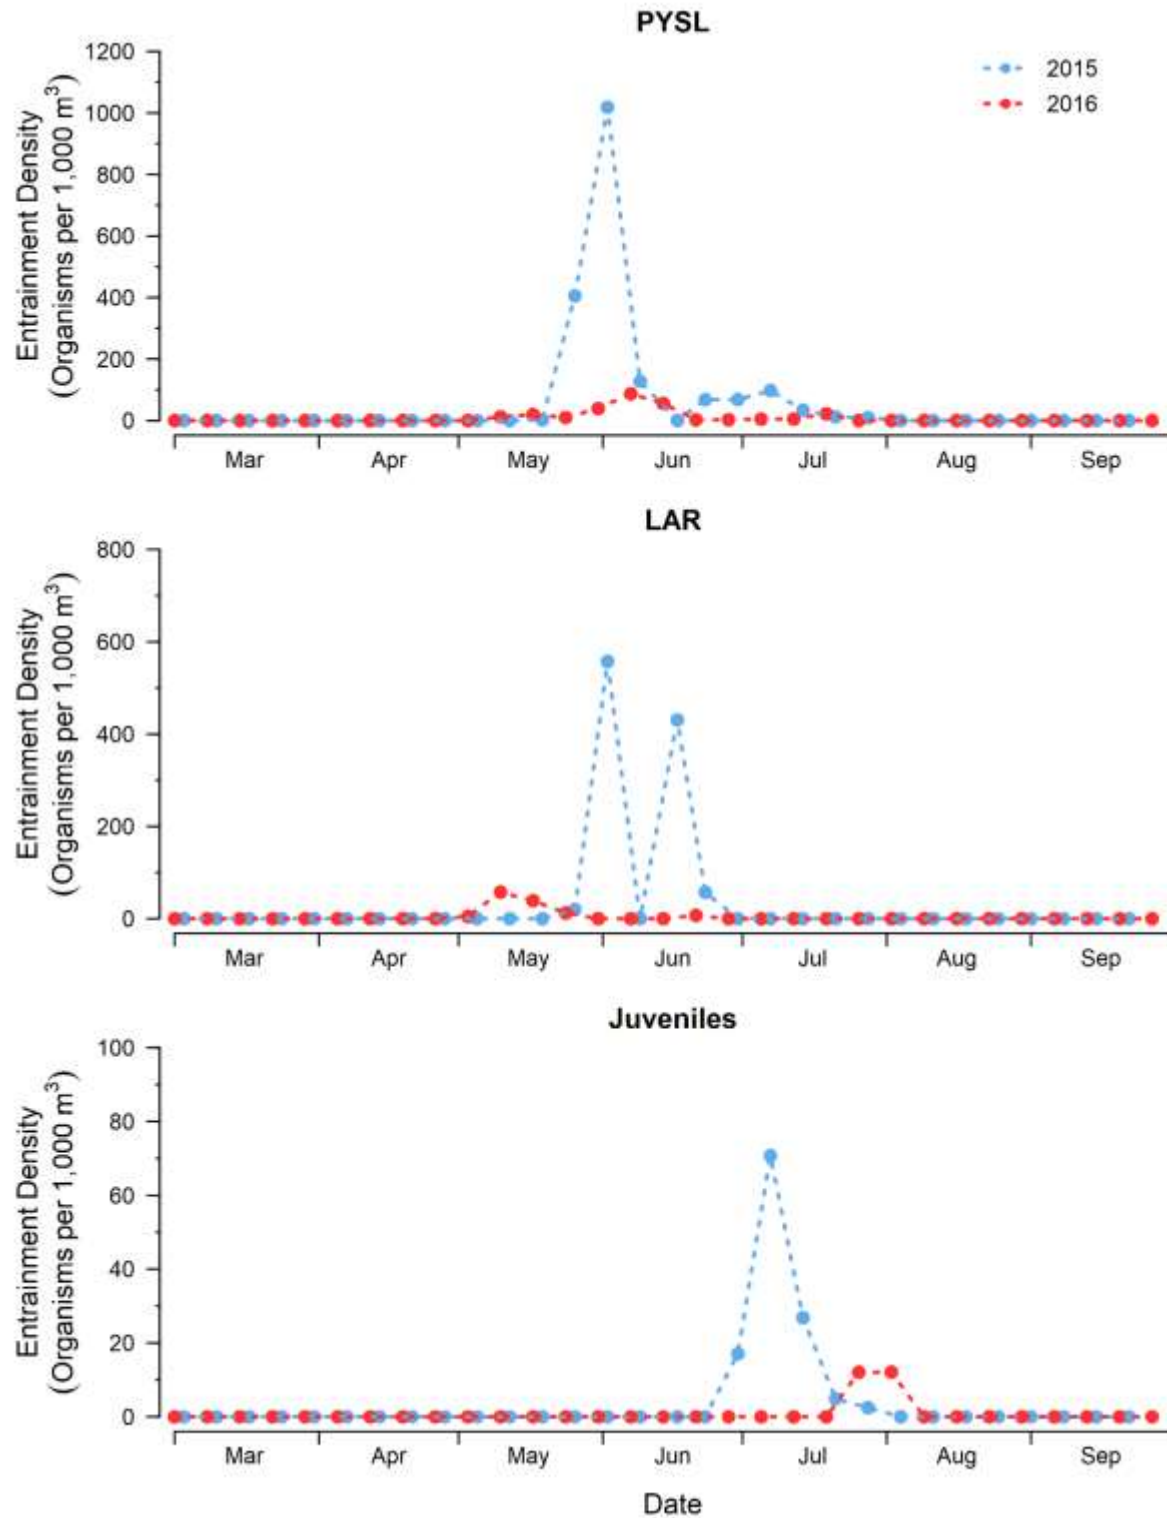 PYSL
2015
2016
Entrainment Density
(Organisms per 1,000 m³)
1200
1000
800
600
400
200
0
Mar Apr May Jun Jul Aug Sep
LAR
Entrainment Density
(Organisms per 1,000 m³)
800
600
400
200
0
Mar Apr May Jun Jul Aug Sep
Juveniles
Entrainment Density
(Organisms per 1,000 m³)
100
80
60
40
20
0
Mar Apr May Jun Jul Aug Sep
Date